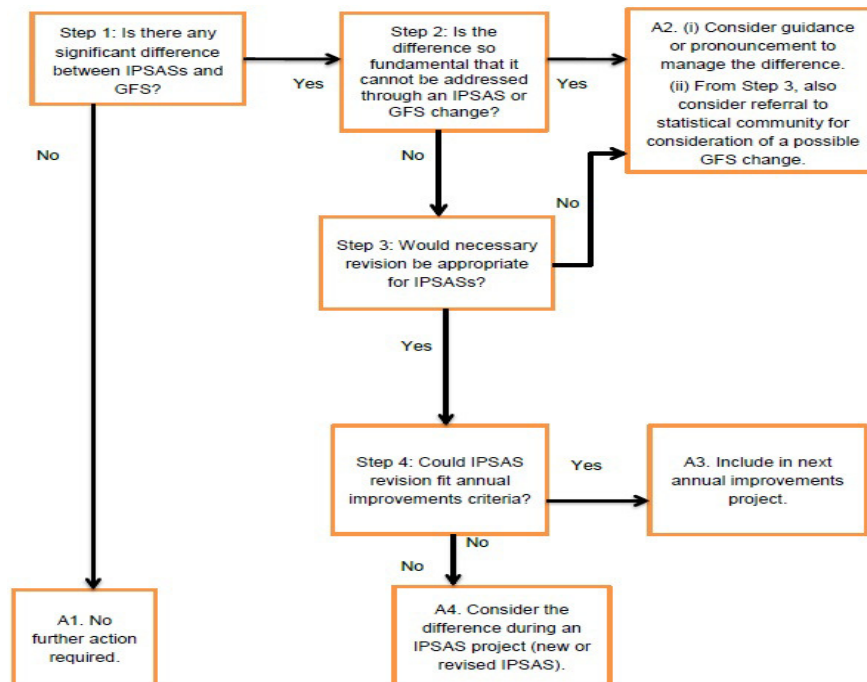 Step 1: Is there any
significant difference
between IPSASs and
GFS?
Yes
Step 2: Is the
difference so
fundamental that it
cannot be addressed
through an IPSAS or
GFS change?
Yes
A2. (i) Consider guidance
or pronouncement to
manage the difference.
(ii) From Step 3, also
consider referral to
statistical community for
consideration of a possible
GFS change.
No
No
No
Step 3: Would necessary
revision be appropriate
for IPSASs?
Yes
Step 4: Could IPSAS
revision fit annual
improvements criteria?
Yes
A3. Include in next
annual improvements
project.
No
No
A1. No
further action
required.
A4. Consider the
difference during an
IPSAS project (new or
revised IPSAS).